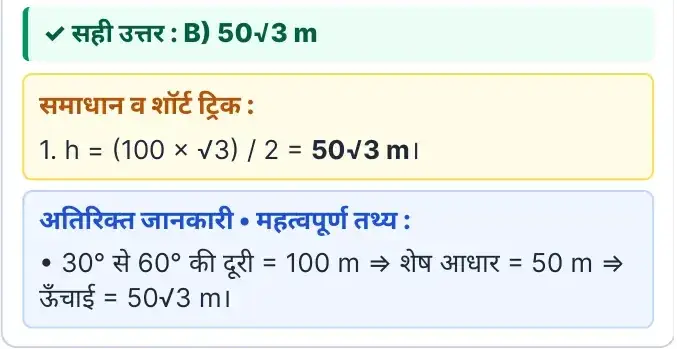 ✓ सही उत्तर : B) 50√3 m
समाधान व शॉर्ट ट्रिक :
1. h = (100 × √3) / 2 = 50√3 m।
अतिरिक्त जानकारी • महत्वपूर्ण तथ्य :
• 30° से 60° की दूरी = 100 m ⇒ शेष आधार = 50 m ⇒
ऊँचाई = 50√3 m।